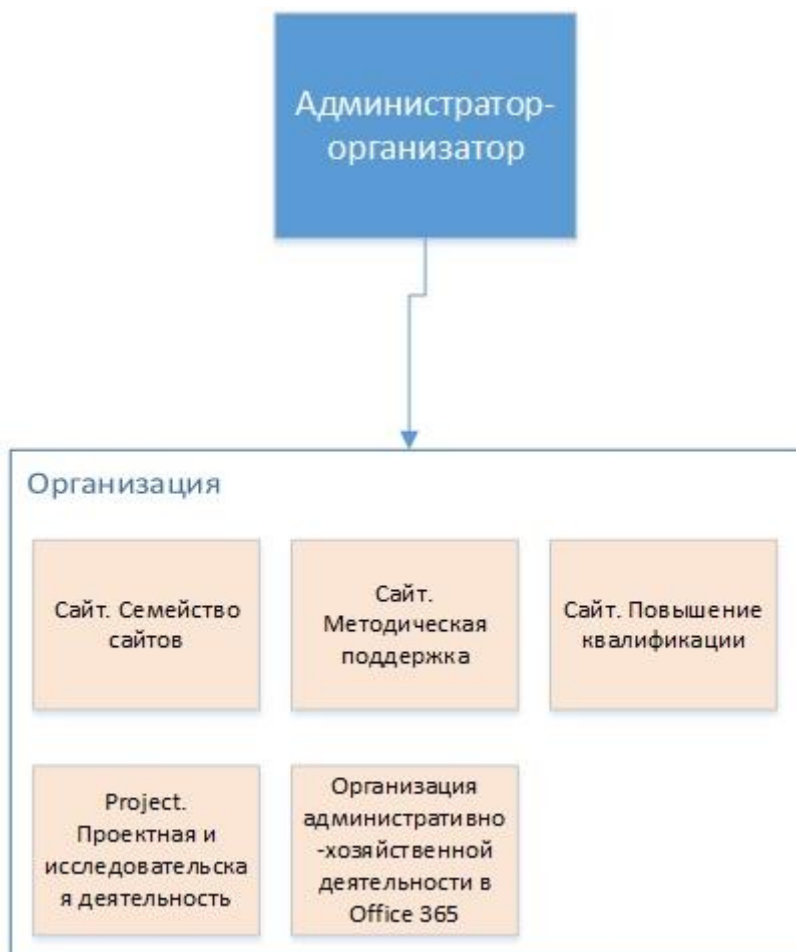 Администратор-
организатор
Организация
Сайт. Семейство
сайтов
Сайт.
Методическая
поддержка
Сайт. Повышение
квалификации
Project.
Проектная и
исследовательска
я деятельность
Организация
административно
-хозяйственной
деятельности в
Office 365